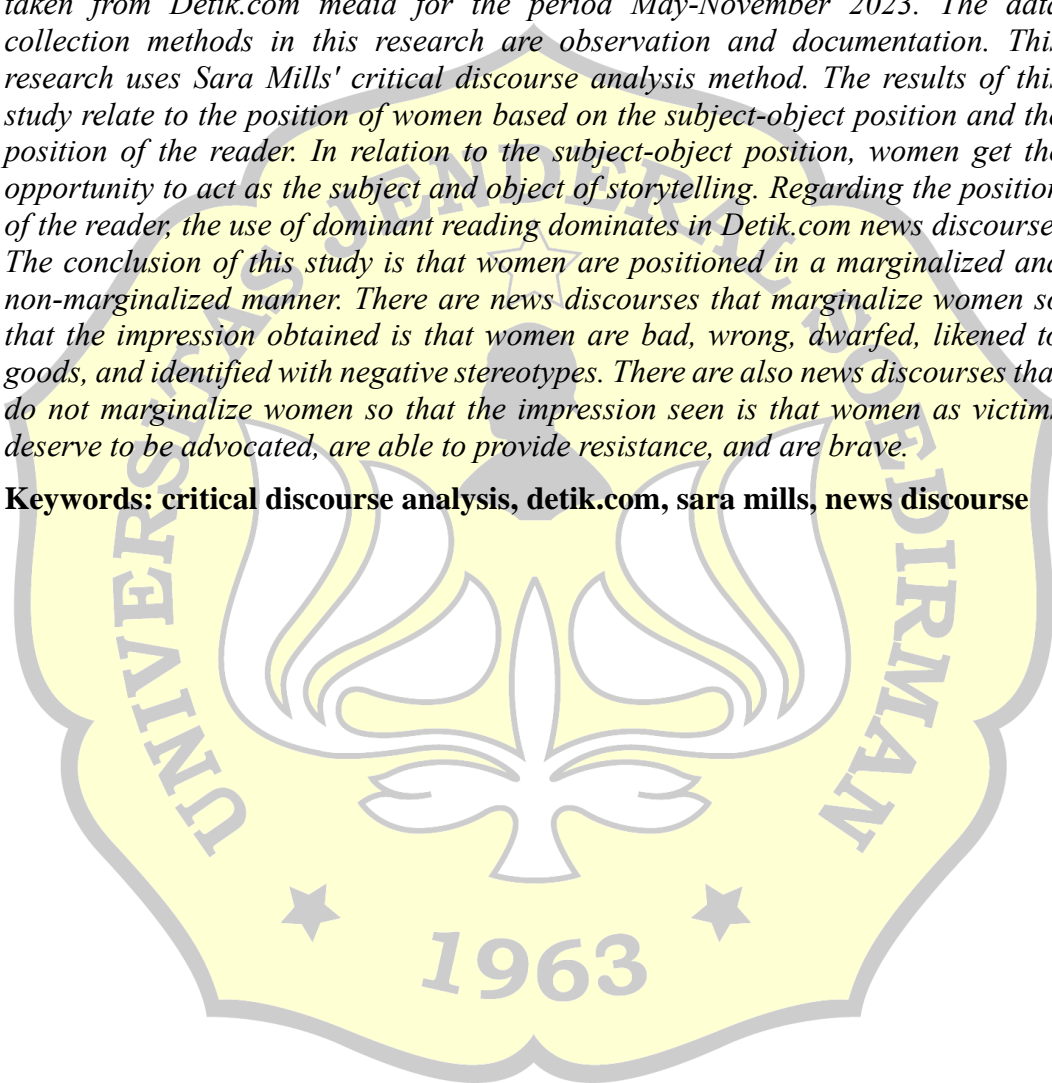 taken from Detik.com media for the period May-November 2023. The data
collection methods in this research are observation and documentation. This
research uses Sara Mills' critical discourse analysis method. The results of this
study relate to the position of women based on the subject-object position and the
position of the reader. In relation to the subject-object position, women get the
opportunity to act as the subject and object of storytelling. Regarding the position
of the reader, the use of dominant reading dominates in Detik.com news discourse.
The conclusion of this study is that women are positioned in a marginalized and
non-marginalized manner. There are news discourses that marginalize women so
that the impression obtained is that women are bad, wrong, dwarfed, likened to
goods, and identified with negative stereotypes. There are also news discourses that
do not marginalize women so that the impression seen is that women as victims
deserve to be advocated, are able to provide resistance, and are brave.
Keywords: critical discourse analysis, detik.com, sara mills, news discourse
UNIVERSITAS JENDERAL SOEDIRMAN
1963